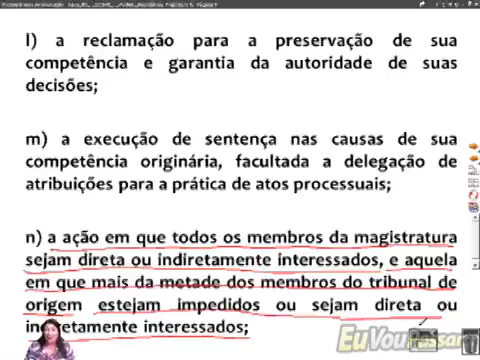 l) a reclamação para a preservação de sua
competência e garantia da autoridade de suas
decisões;
m) a execução de sentença nas causas de sua
competência originária, facultada a delegação de
atribuições para a prática de atos processuais;
n) a ação em que todos os membros da magistratura
sejam direta ou indiretamente interessados, e aquela
em que mais da metade dos membros do tribunal de
origem estejam impedidos ou sejam direta ou
indiretamente interessados;
EuVouPassar